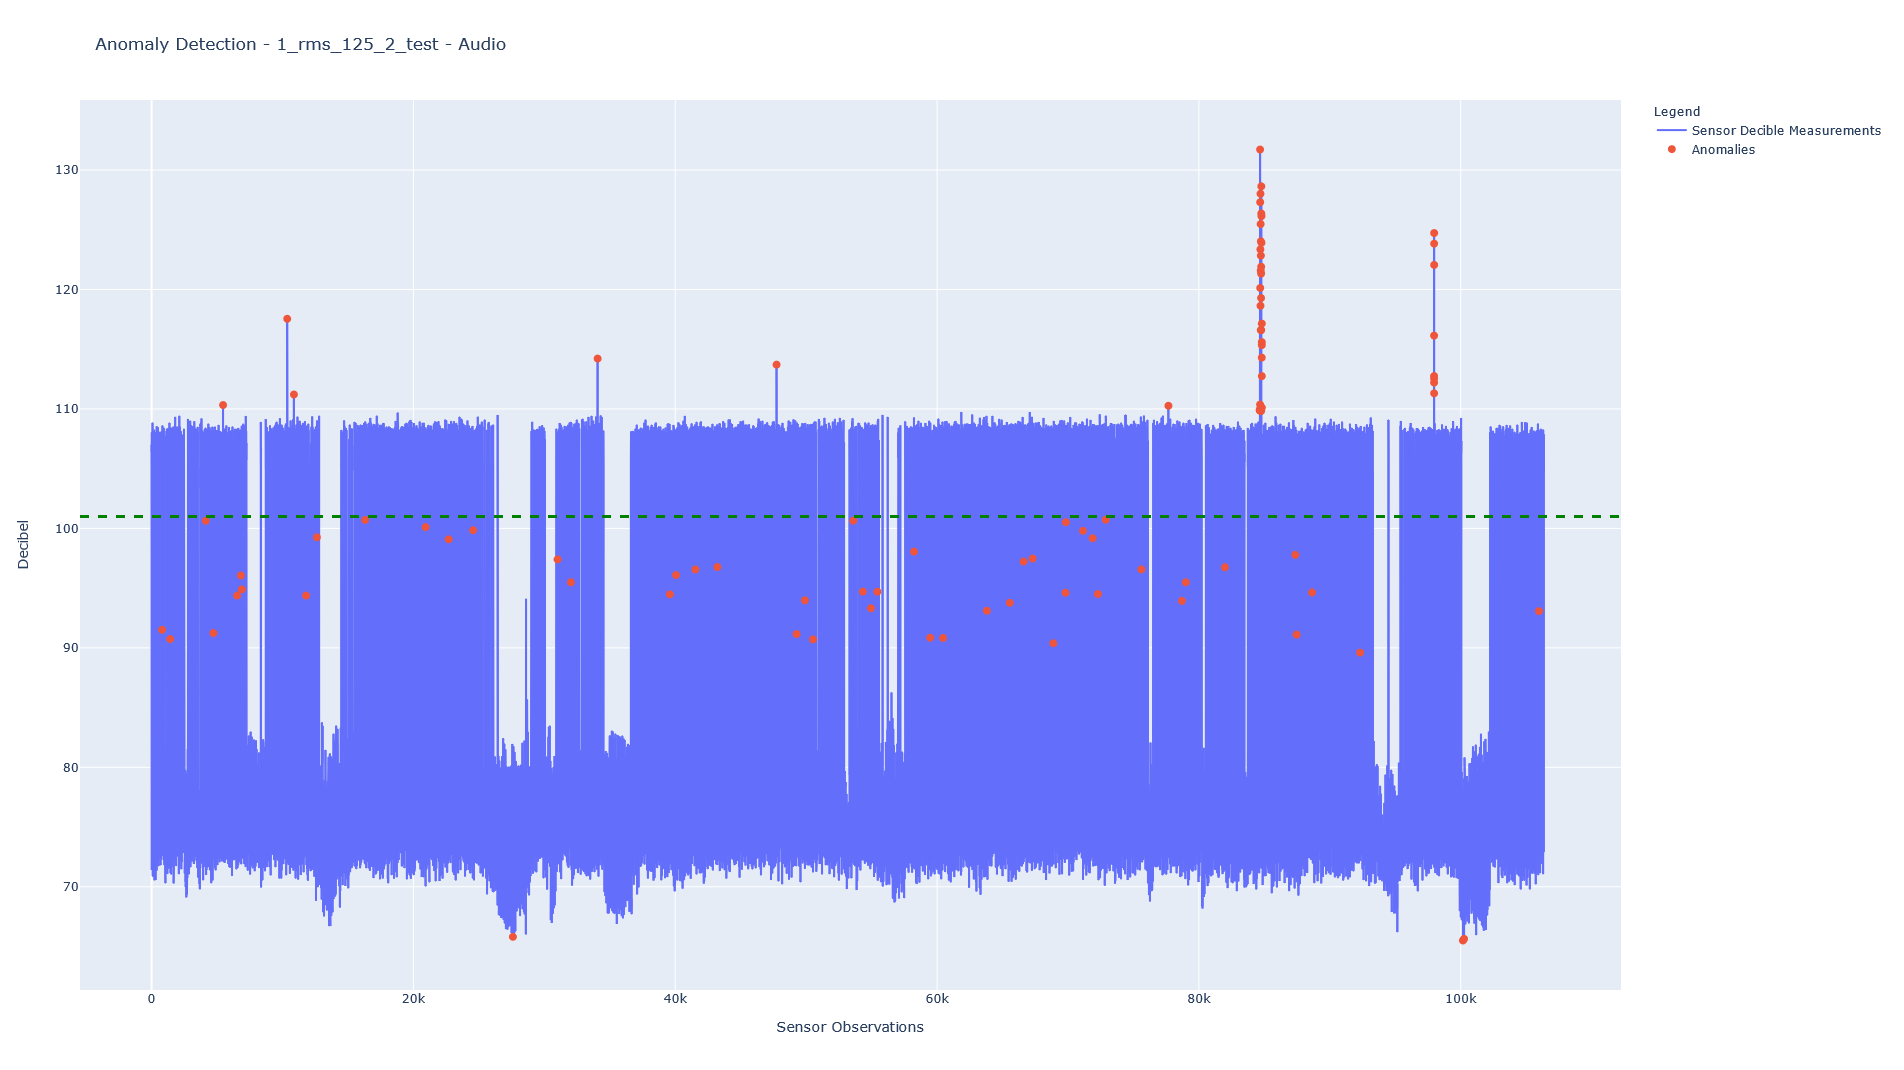 Anomaly Detection - 1_rms_125_2_test - Audio
Legend
Sensor Decible Measurements
Anomalies
130
120
110
100
90
80
70
Decibel
0
20k
40k
60k
80k
100k
Sensor Observations